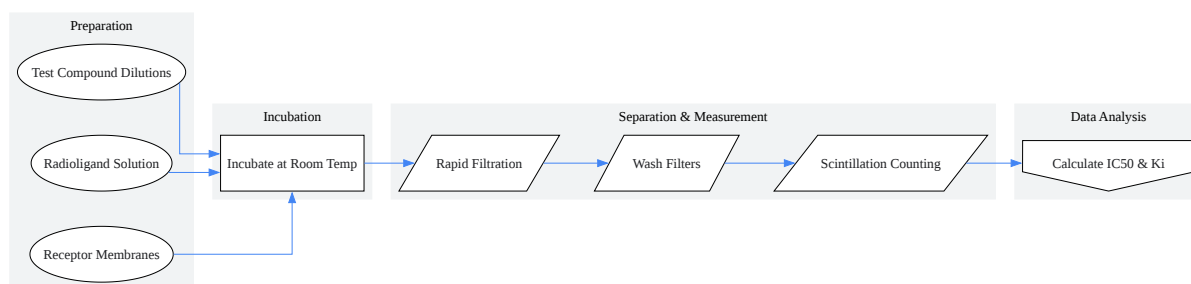 Preparation
Test Compound Dilutions
Radioligand Solution
Receptor Membranes
Incubation
Incubate at Room Temp
Separation & Measurement
Rapid Filtration
Wash Filters
Scintillation Counting
Data Analysis
Calculate IC50 & Ki